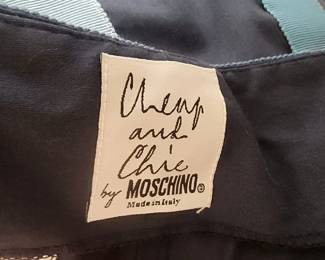 Cheap
and
Chic
by MOSCHINO®
Made in Italy